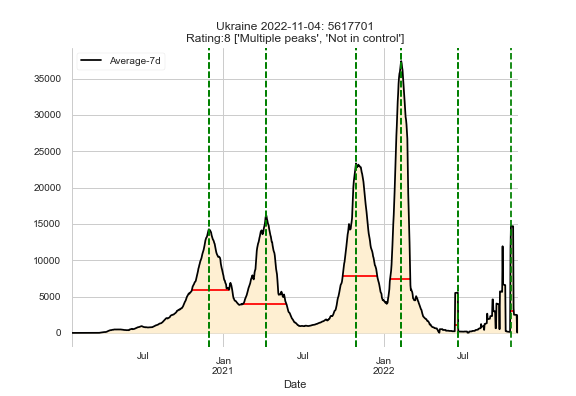 Ukraine 2022-11-04: 5617701
Rating:8 ['Multiple peaks', 'Not in control']
Average-7d
35000
30000
25000
20000
15000
10000
5000
0
Jul
Jan
2021
Jul
Jan
2022
Jul
Date